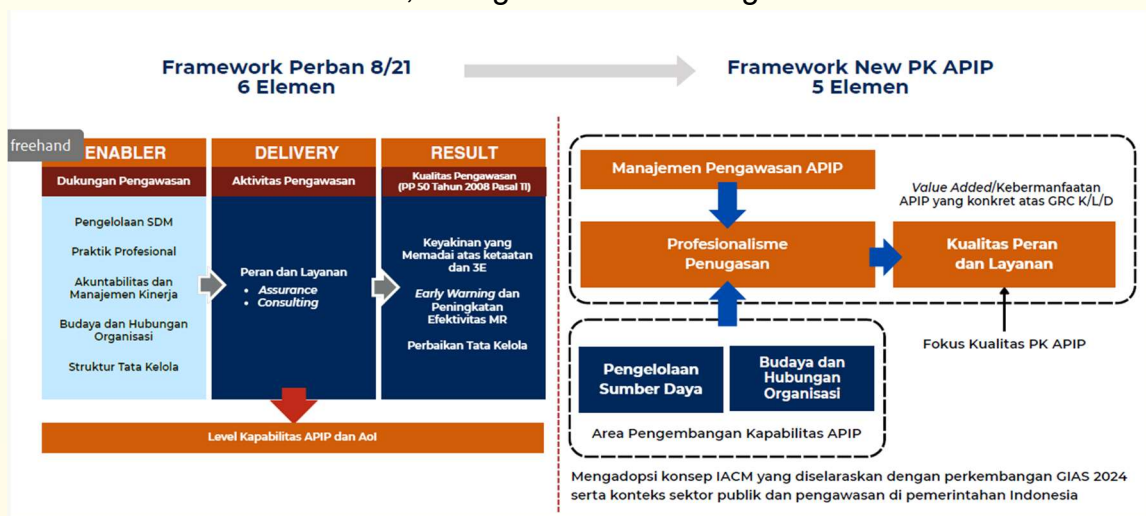 Framework Perban 8/21
6 Elemen
Framework New PK APIP
5 Elemen
freehand
ENABLER
DELIVERY
RESULT
Dukungan Pengawasan
Aktivitas Pengawasan
Kualitas Pengawasan
(PP 50 Tahun 2008 Pasal 11)
Pengelolaan SDM
Praktik Profesional
Akuntabilitas dan
Manajemen Kinerja
Budaya dan Hubungan
Organisasi
Struktur Tata Kelola
Peran dan Layanan
• Assurance
• Consulting
Keyakinan yang
Memadai atas ketaatan
dan 3E
Early Warning dan
Peningkatan
Efektivitas MR
Perbaikan Tata Kelola
Level Kapabilitas APIP dan AoI
Manajemen Pengawasan APIP
Value Added/Kebermanfaatan
APIP yang konkret atas GRC K/L/D
Profesionalisme
Penugasan
Kualitas Peran
dan Layanan
Fokus Kualitas PK APIP
Pengelolaan
Sumber Daya
Budaya dan
Hubungan
Organisasi
Area Pengembangan Kapabilitas APIP
Mengadopsi konsep IACM yang diselaraskan dengan perkembangan GIAS 2024
serta konteks sektor publik dan pengawasan di pemerintahan Indonesia